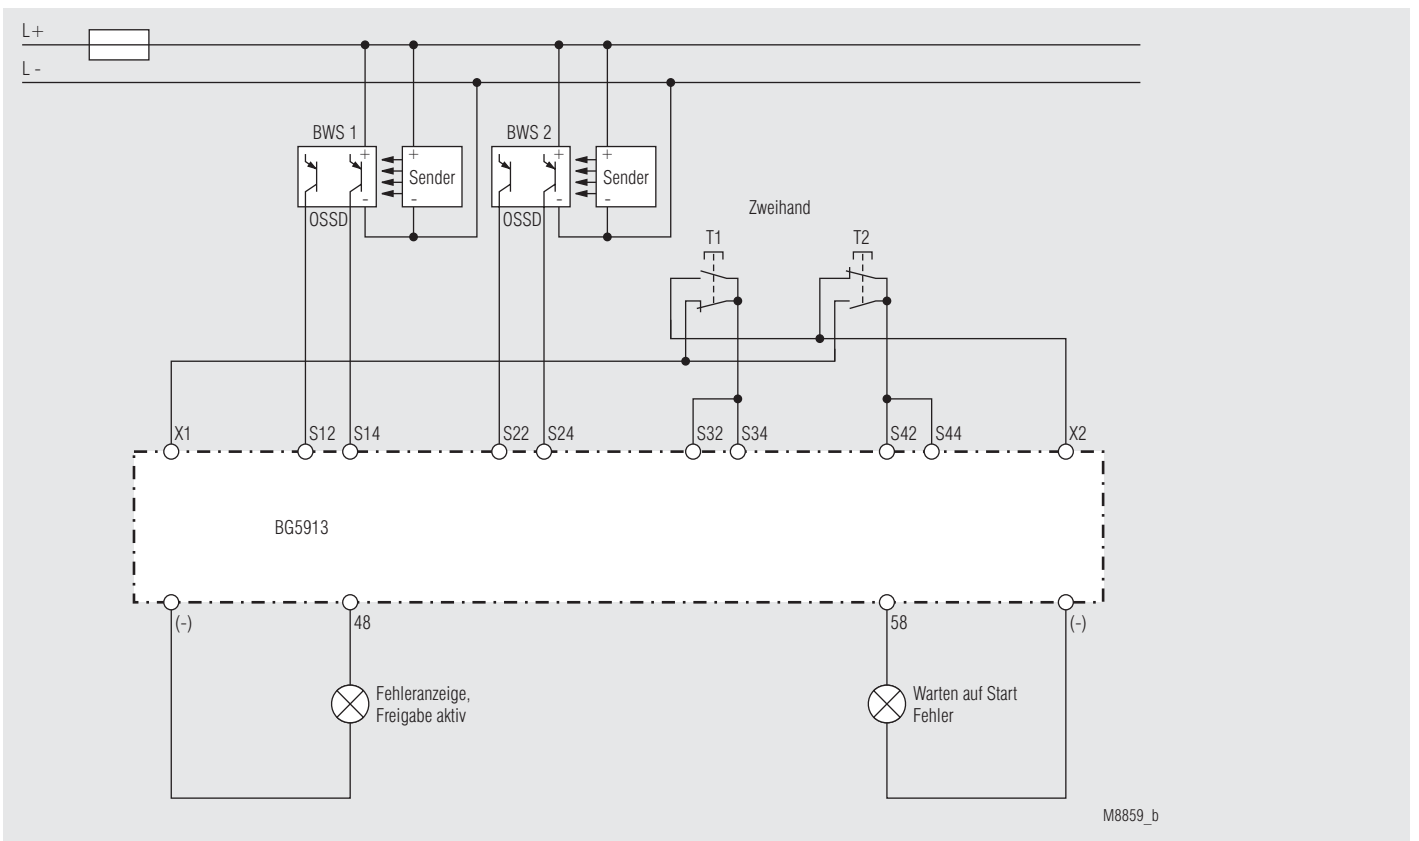 L+
L -
BWS 1
BWS 2
+
+
+
+
Sender
Sender
-
-
-
-
OSSD
OSSD
Zweihand
T1
T2
X1
S12
S14
S22
S24
S32
S34
S42
S44
X2
BG5913
(-)
48
58
(-)
Fehleranzeige,
Freigabe aktiv
Warten auf Start
Fehler
M8859_b